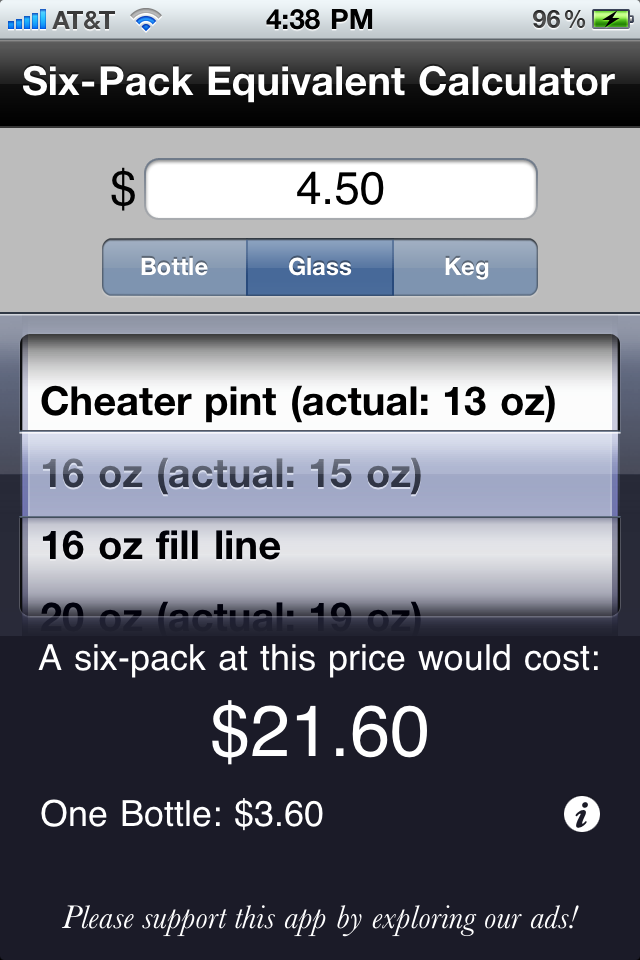 AT&T 4:38 PM 96%
Six-Pack Equivalent Calculator
$ 4.50
Bottle Glass Keg
Cheater pint (actual: 13 oz)
16 oz (actual: 15 oz)
16 oz fill line
20 oz (actual: 19 oz)
A six-pack at this price would cost:
$21.60
One Bottle: $3.60
Please support this app by exploring our ads!